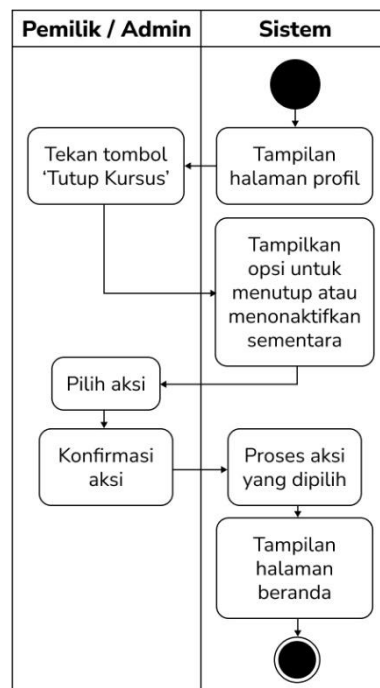 Pemilik / Admin
Sistem
Tampilan
halaman profil
Tekan tombol
‘Tutup Kursus’
Tampilkan
opsi untuk
menutup atau
menonaktifkan
sementara
Pilih aksi
Konfirmasi
aksi
Proses aksi
yang dipilih
Tampilan
halaman
beranda